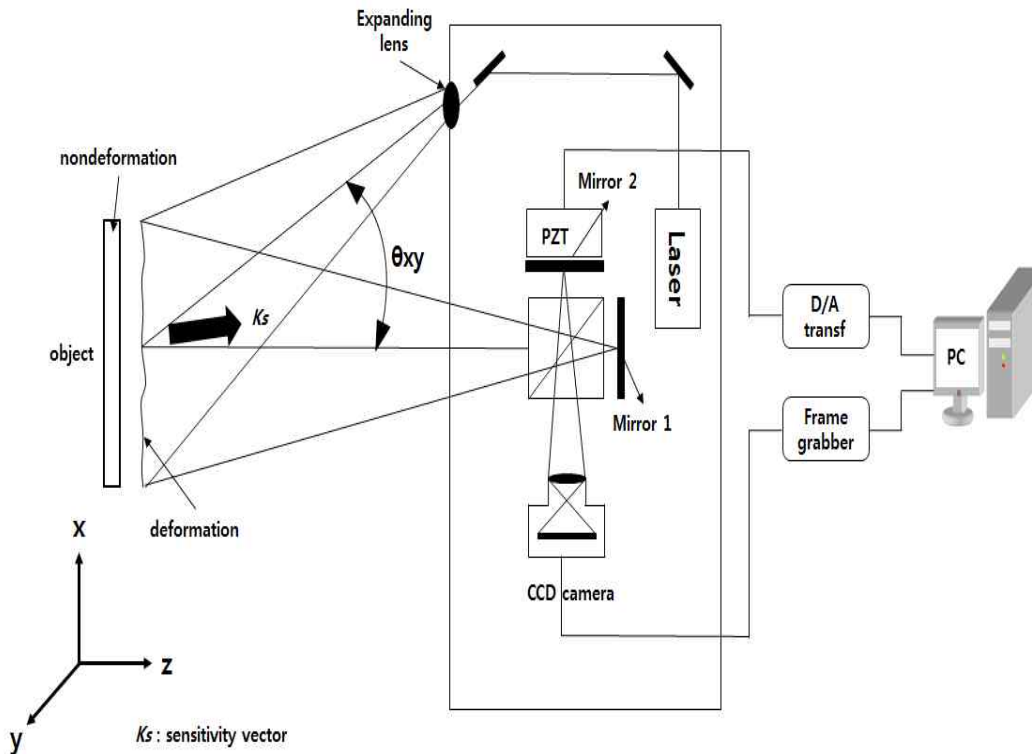 Expanding
lens
nondeformation
Mirror 2
PZT
Laser
θxy
D/A
transf
Ks
object
PC
Mirror 1
Frame
grabber
deformation
x
CCD camera
z
y
Ks : sensitivity vector